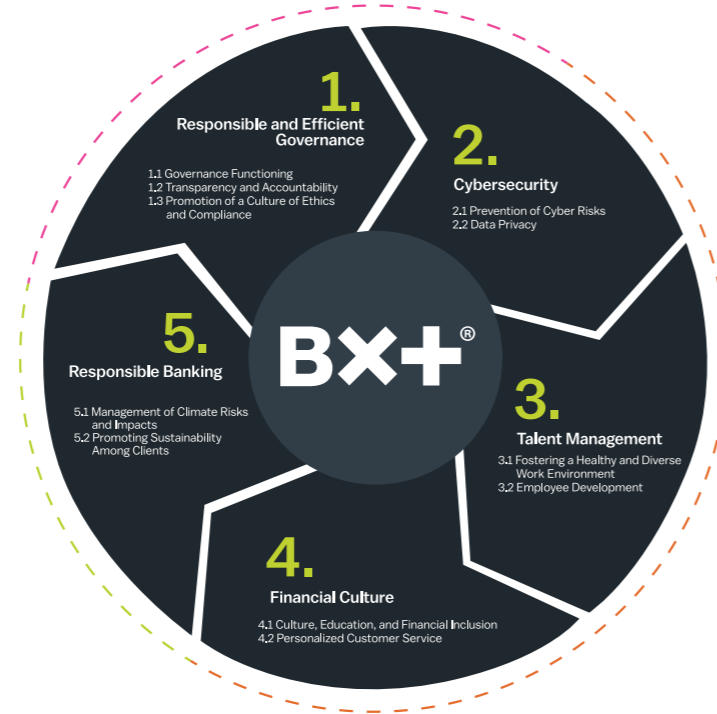 1.
Responsible and Efficient
Governance
1.1 Governance Functioning
1.2 Transparency and Accountability
1.3 Promotion of a Culture of Ethics
and Compliance
2.
Cybersecurity
2.1 Prevention of Cyber Risks
2.2 Data Privacy
3.
Talent Management
3.1 Fostering a Healthy and Diverse
Work Environment
3.2 Employee Development
4.
Financial Culture
4.1 Culture, Education, and Financial Inclusion
4.2 Personalized Customer Service
5.
Responsible Banking
5.1 Management of Climate Risks
and Impacts
5.2 Promoting Sustainability
Among Clients
BX+®